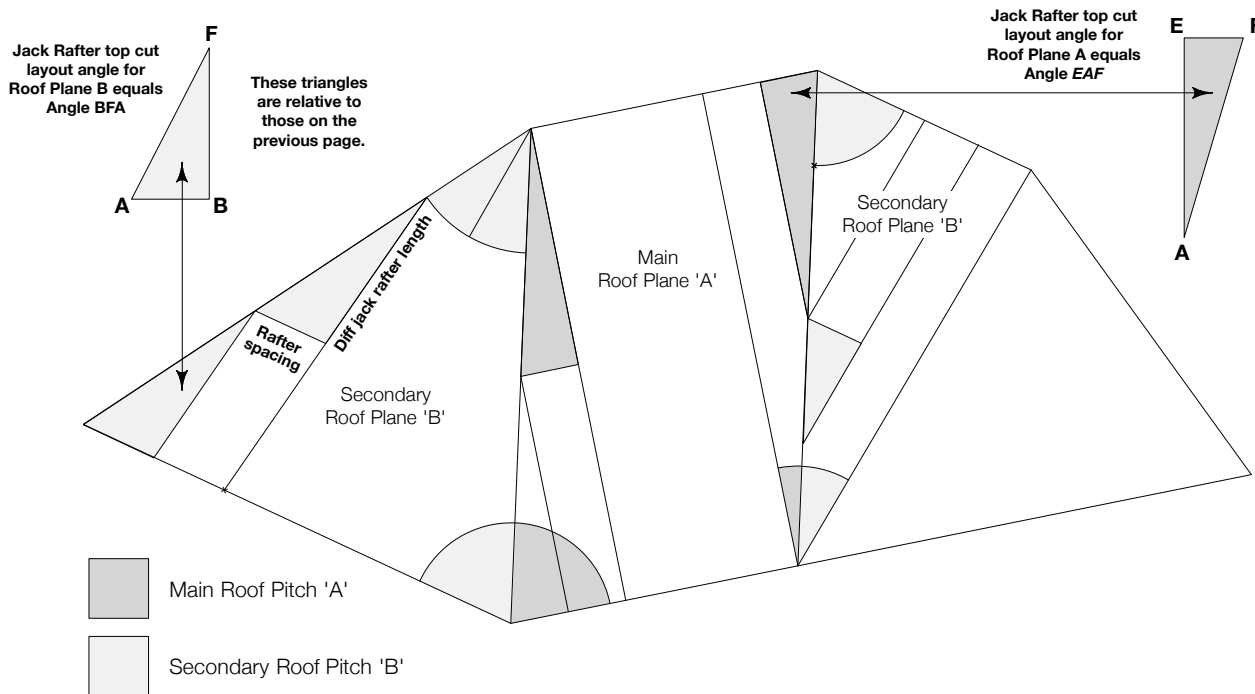 Jack Rafter top cut
layout angle for
Roof Plane B equals
Angle BFA
F
A
B
These triangles
are relative to
those on the
previous page.
Jack Rafter top cut
layout angle for
Roof Plane A equals
Angle EAF
E
F
A
Diff jack rafter length
Rafter
spacing
Secondary
Roof Plane 'B'
Main
Roof Plane 'A'
Secondary
Roof Plane 'B'
Main Roof Pitch 'A'
Secondary Roof Pitch 'B'